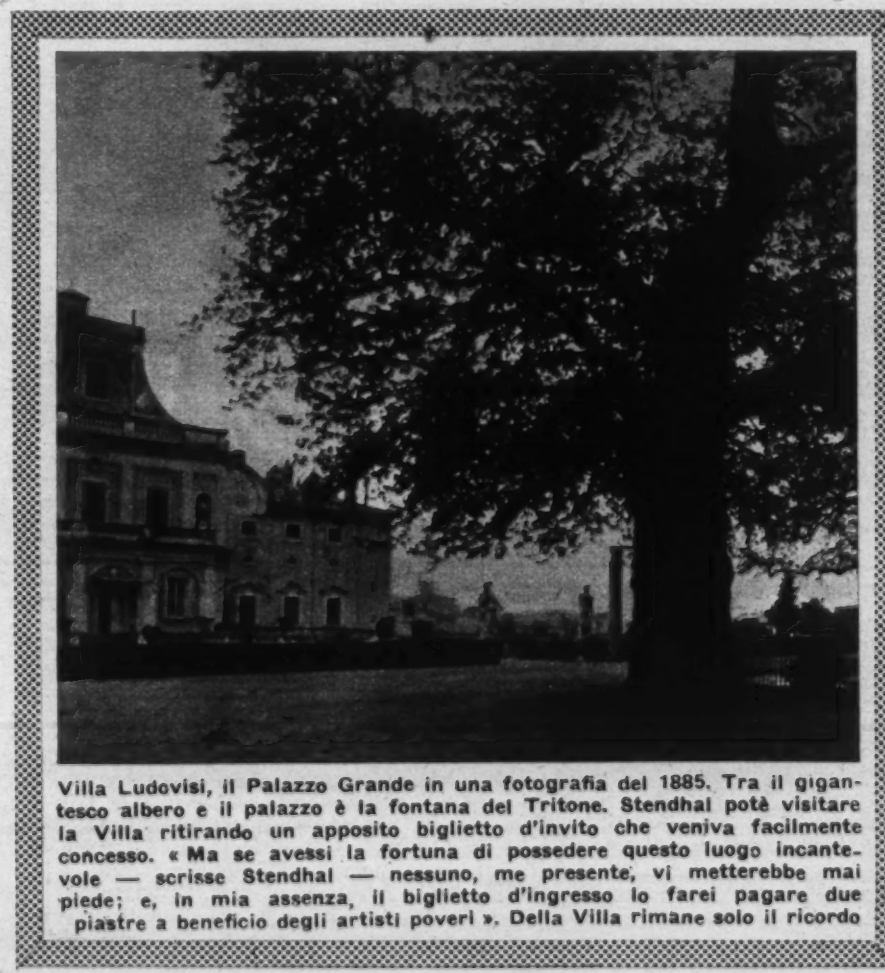 Villa Ludovisi, il Palazzo Grande in una fotografia del 1885. Tra il gigan-
tesco albero e il palazzo è la fontana del Tritone. Stendhal potè visitare
la Villa ritirando un apposito biglietto d'invito che veniva facilmente
concesso. « Ma se avessi la fortuna di possedere questo luogo incante-
vole — scrisse Stendhal — nessuno, me presente, vi metterebbe mai
piede; e, in mia assenza, il biglietto d'ingresso lo farei pagare due
piastre a beneficio degli artisti poveri ». Della Villa rimane solo il ricordo